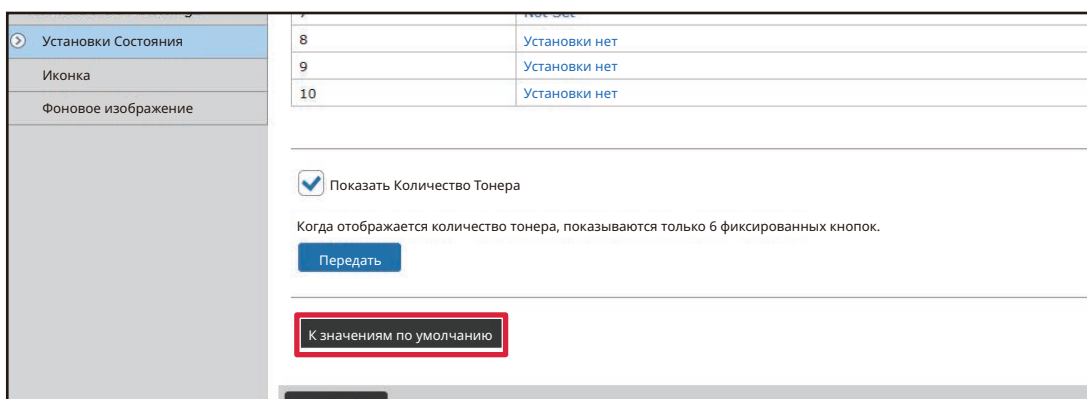 Установки Состояния
Иконка
Фоновое изображение
8 Установки нет
9 Установки нет
10 Установки нет
Показать Количество Тонера
Когда отображается количество тонера, показываются только 6 фиксированных кнопок.
Передать
К значениям по умолчанию